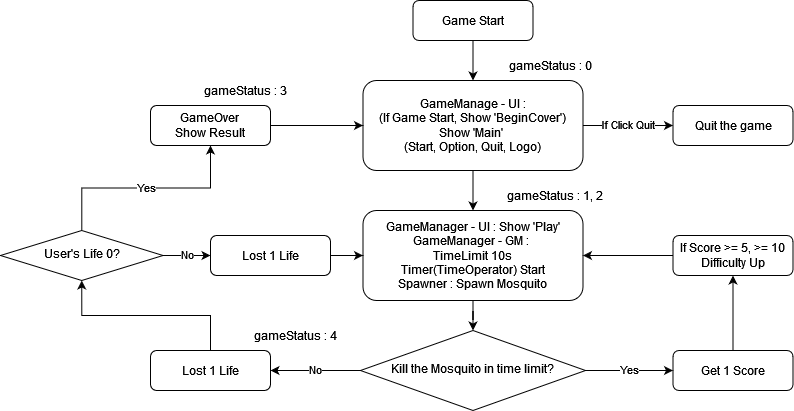 Game Start
gameStatus : 0
gameStatus : 3
GameManage - UI :
(If Game Start, Show 'BeginCover')
Show 'Main'
(Start, Option, Quit, Logo)
GameOver
Show Result
If Click Quit
Quit the game
Yes
gameStatus : 1, 2
GameManager - UI : Show 'Play'
GameManager - GM :
TimeLimit 10s
Timer(TimeOperator) Start
Spawner : Spawn Mosquito
User's Life 0?
No
Lost 1 Life
If Score >= 5, >= 10
Difficulty Up
gameStatus : 4
Lost 1 Life
No
Kill the Mosquito in time limit?
Yes
Get 1 Score